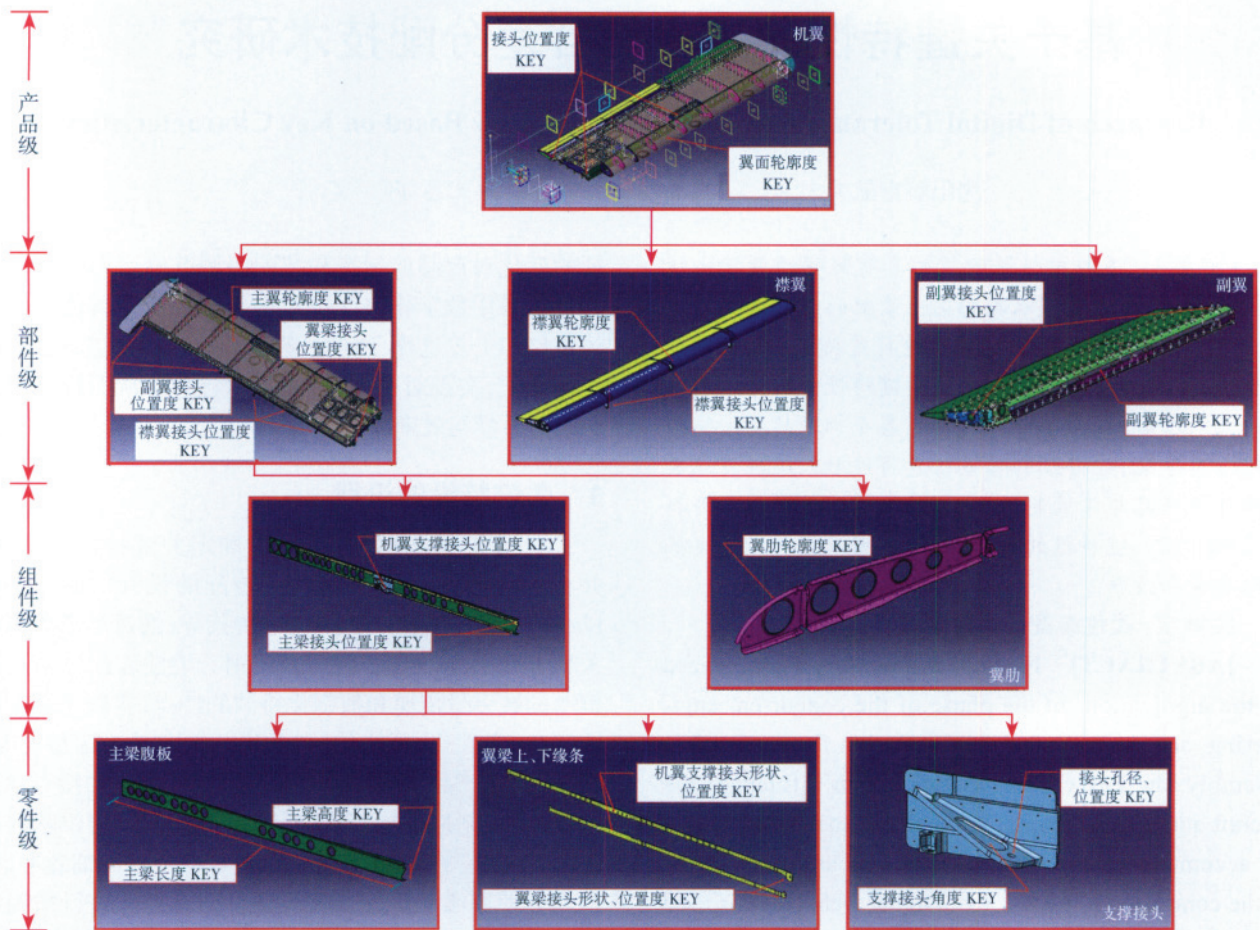 产品级
机翼
接头位置度
KEY
翼面轮廓度
KEY
部件级
主翼轮廓度 KEY
翼梁接头
位置度 KEY
副翼接头
位置度 KEY
襟翼接头位置度
KEY
襟翼
襟翼轮廓度
KEY
襟翼接头位置度
KEY
副翼
副翼接头位置度
KEY
副翼轮廓度 KEY
组件级
机翼支撑接头位置度 KEY
主梁接头位置度 KEY
翼肋轮廓度 KEY
翼肋
零件级
主梁腹板
主梁高度 KEY
主梁长度 KEY
翼梁上、下缘条
机翼支撑接头形状、
位置度 KEY
翼梁接头形状、位置度 KEY
接头孔径、
位置度 KEY
支撑接头角度 KEY
支撑接头